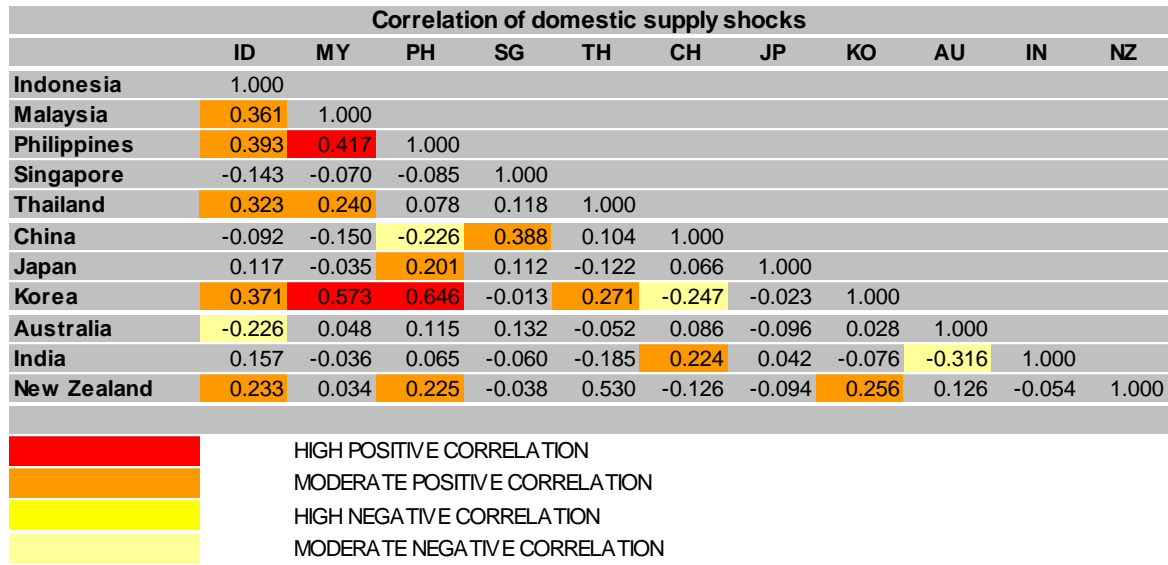 Correlation of domestic supply shocks
ID MY PH SG TH CH JP KO AU IN NZ
Indonesia 1.000
Malaysia 0.361 1.000
Philippines 0.393 0.417 1.000
Singapore -0.143 -0.070 -0.085 1.000
Thailand 0.323 0.240 0.078 0.118 1.000
China -0.092 -0.150 -0.226 0.388 0.104 1.000
Japan 0.117 -0.035 0.201 0.112 -0.122 0.066 1.000
Korea 0.371 0.573 0.646 -0.013 0.271 -0.247 -0.023 1.000
Australia -0.226 0.048 0.115 0.132 -0.052 0.086 -0.096 0.028 1.000
India 0.157 -0.036 0.065 -0.060 -0.185 0.224 0.042 -0.076 -0.316 1.000
New Zealand 0.233 0.034 0.225 -0.038 0.530 -0.126 -0.094 0.256 0.126 -0.054 1.000
HIGH POSITIVE CORRELATION
MODERATE POSITIVE CORRELATION
HIGH NEGATIVE CORRELATION
MODERATE NEGATIVE CORRELATION